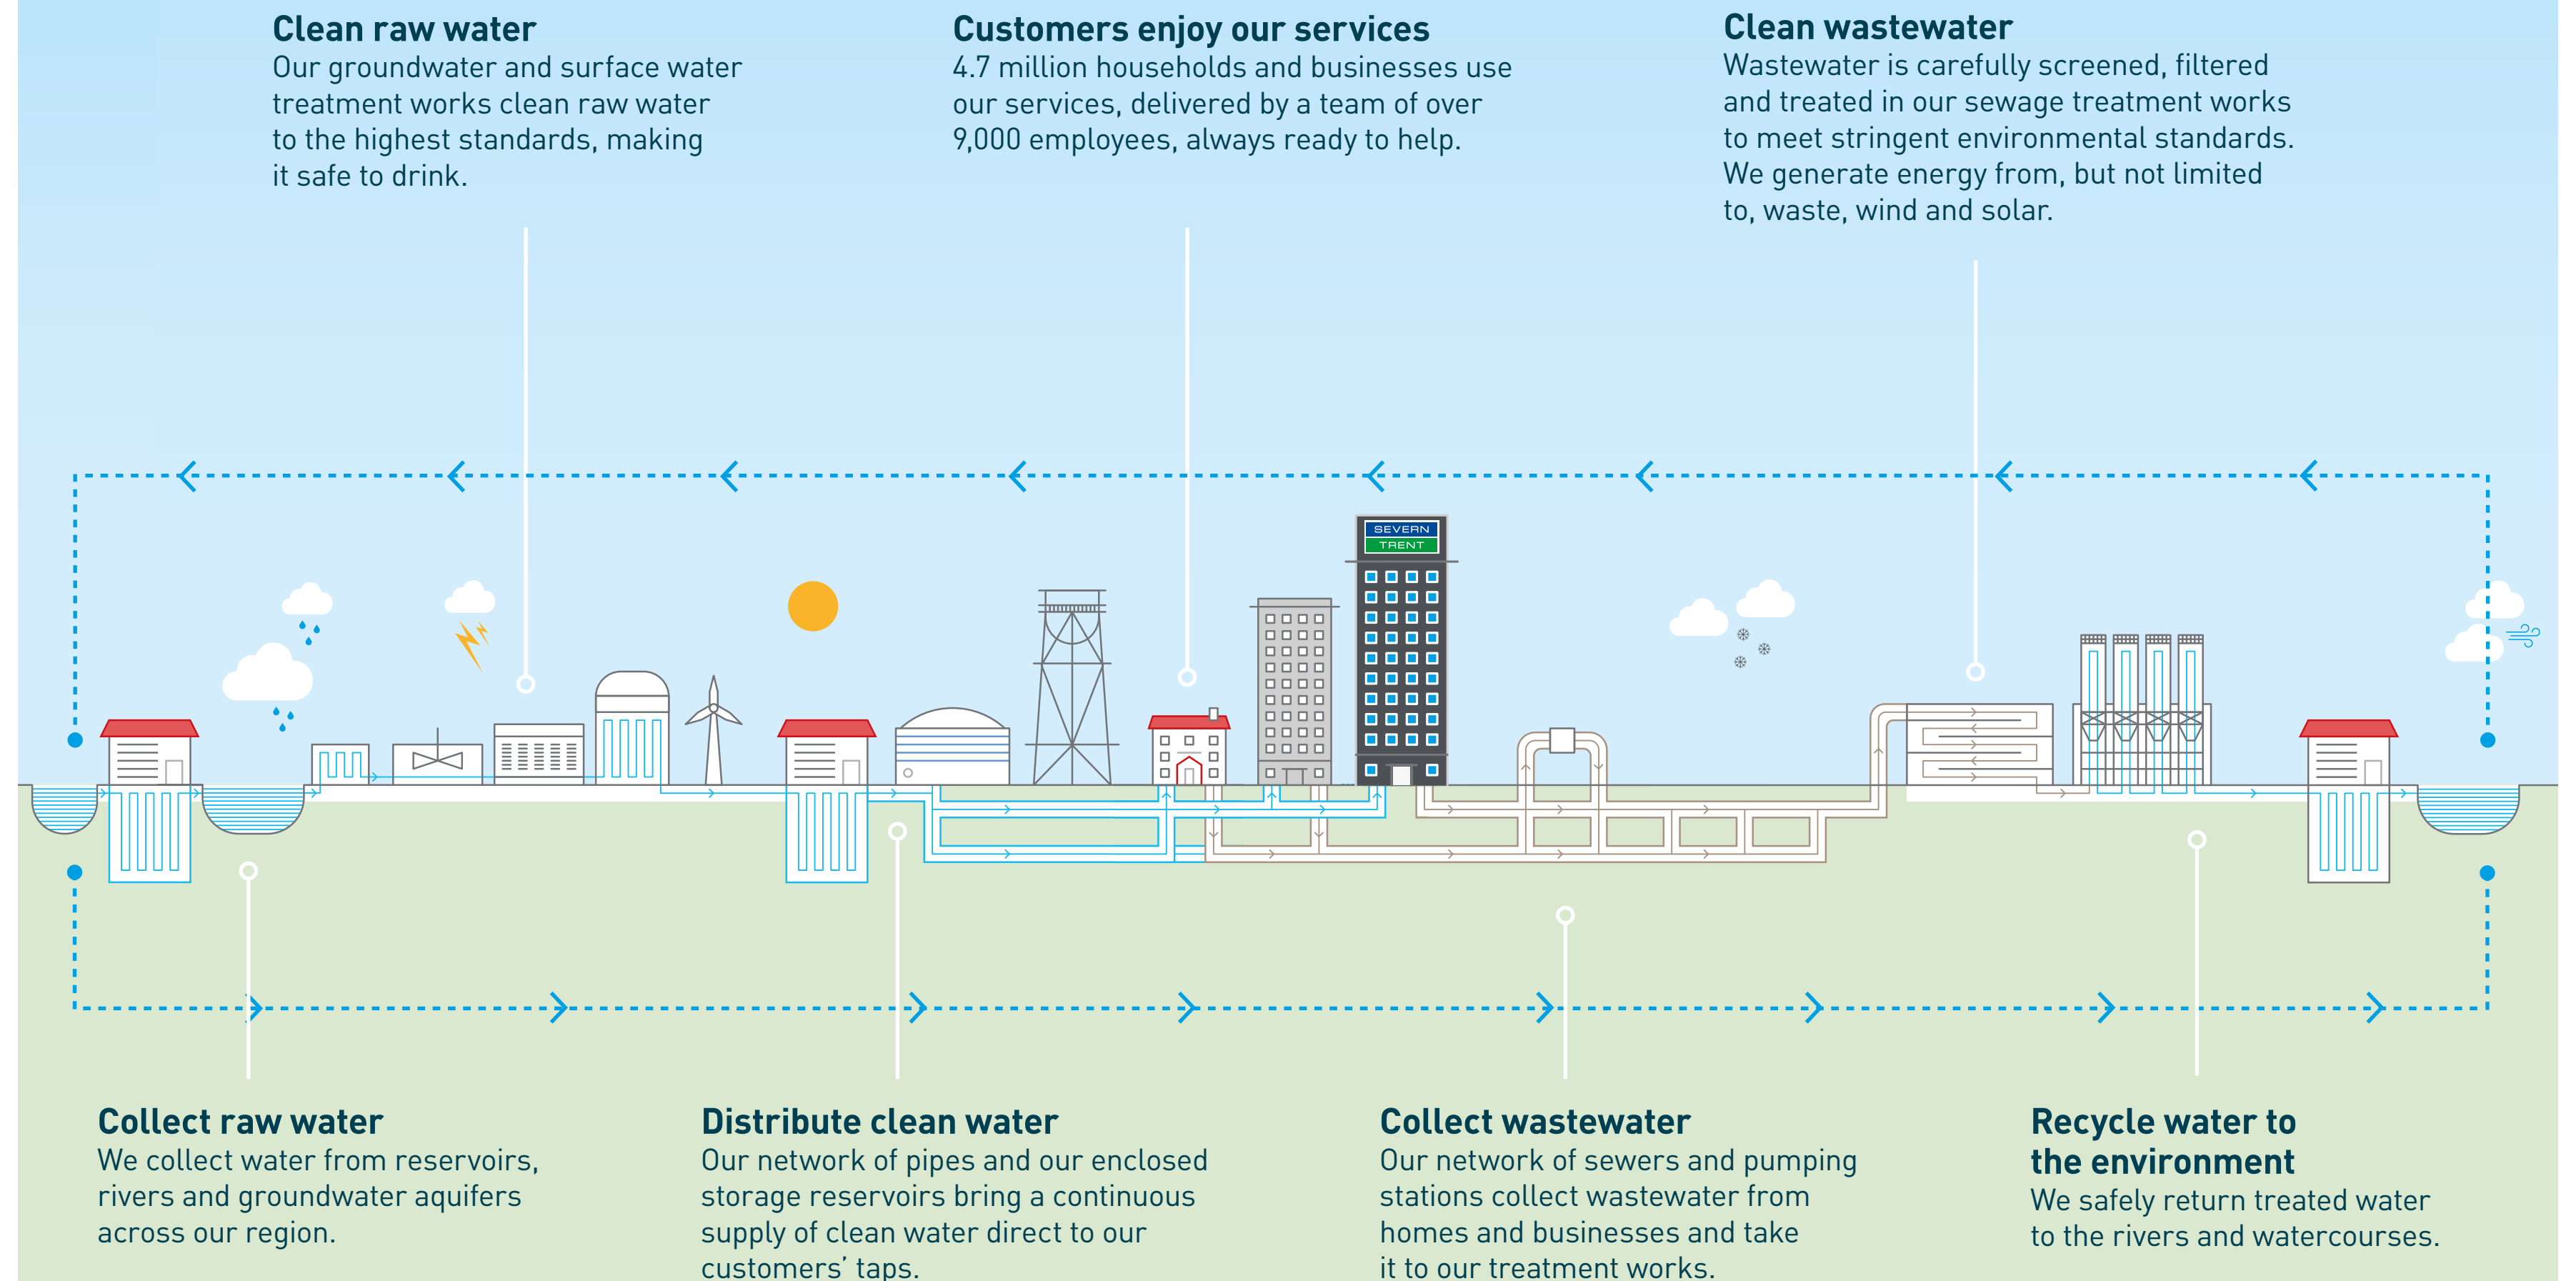 Clean raw water
Our groundwater and surface water
treatment works clean raw water
to the highest standards, making
it safe to drink.
Customers enjoy our services
4.7 million households and businesses use
our services, delivered by a team of over
9,000 employees, always ready to help.
Clean wastewater
Wastewater is carefully screened, filtered
and treated in our sewage treatment works
to meet stringent environmental standards.
We generate energy from, but not limited
to, waste, wind and solar.
SEVERN
TRENT
Collect raw water
We collect water from reservoirs,
rivers and groundwater aquifers
across our region.
Distribute clean water
Our network of pipes and our enclosed
storage reservoirs bring a continuous
supply of clean water direct to our
customers’ taps.
Collect wastewater
Our network of sewers and pumping
stations collect wastewater from
homes and businesses and take
it to our treatment works.
Recycle water to
the environment
We safely return treated water
to the rivers and watercourses.